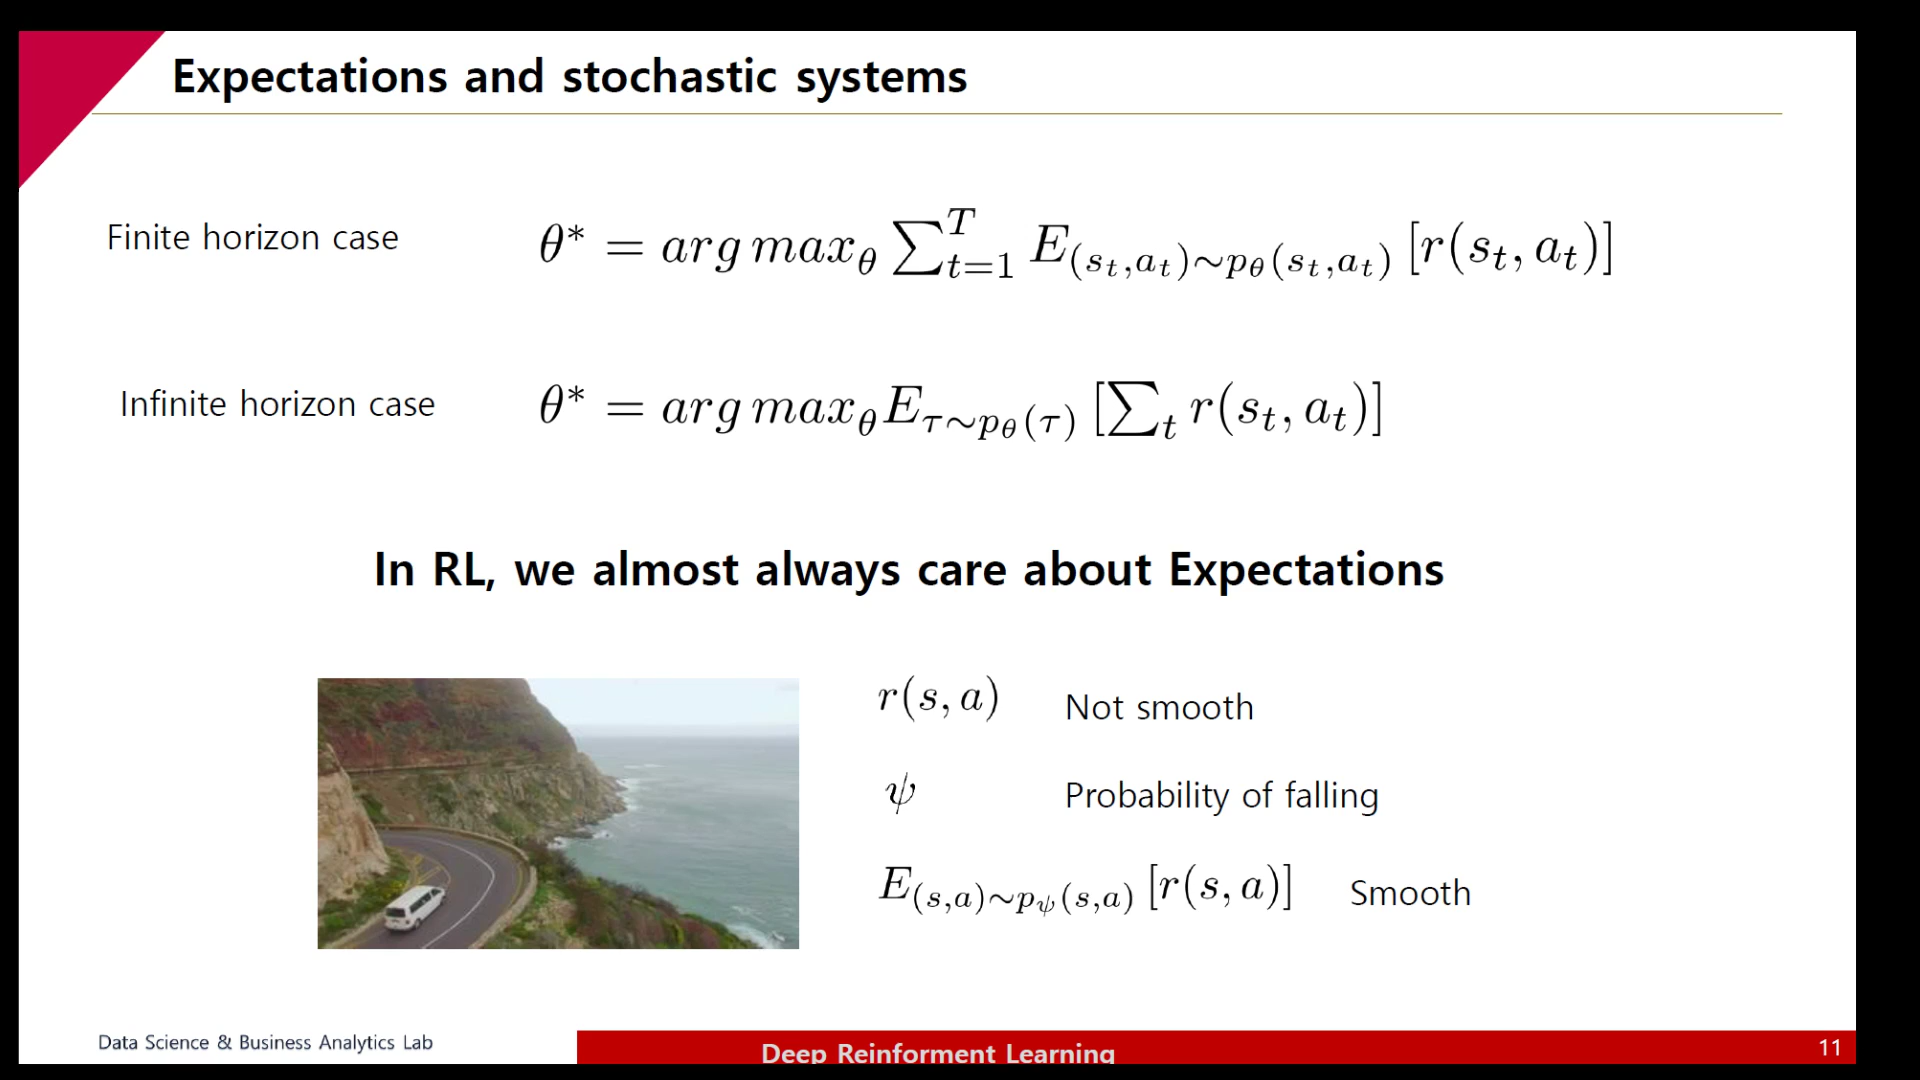 Expectations and stochastic systems
Finite horizon case
θ* = arg max_θ ∑_{t=1}^{T} E_{(s_t,a_t)∼p_θ(s_t,a_t)} [r(s_t, a_t)]
Infinite horizon case
θ* = arg max_θ E_{τ∼p_θ(τ)} [∑_t r(s_t, a_t)]
In RL, we almost always care about Expectations
r(s, a) Not smooth
ψ Probability of falling
E_{(s,a)∼p_ψ(s,a)} [r(s, a)] Smooth
Data Science & Business Analytics Lab
Deep Reinforment Learning
11